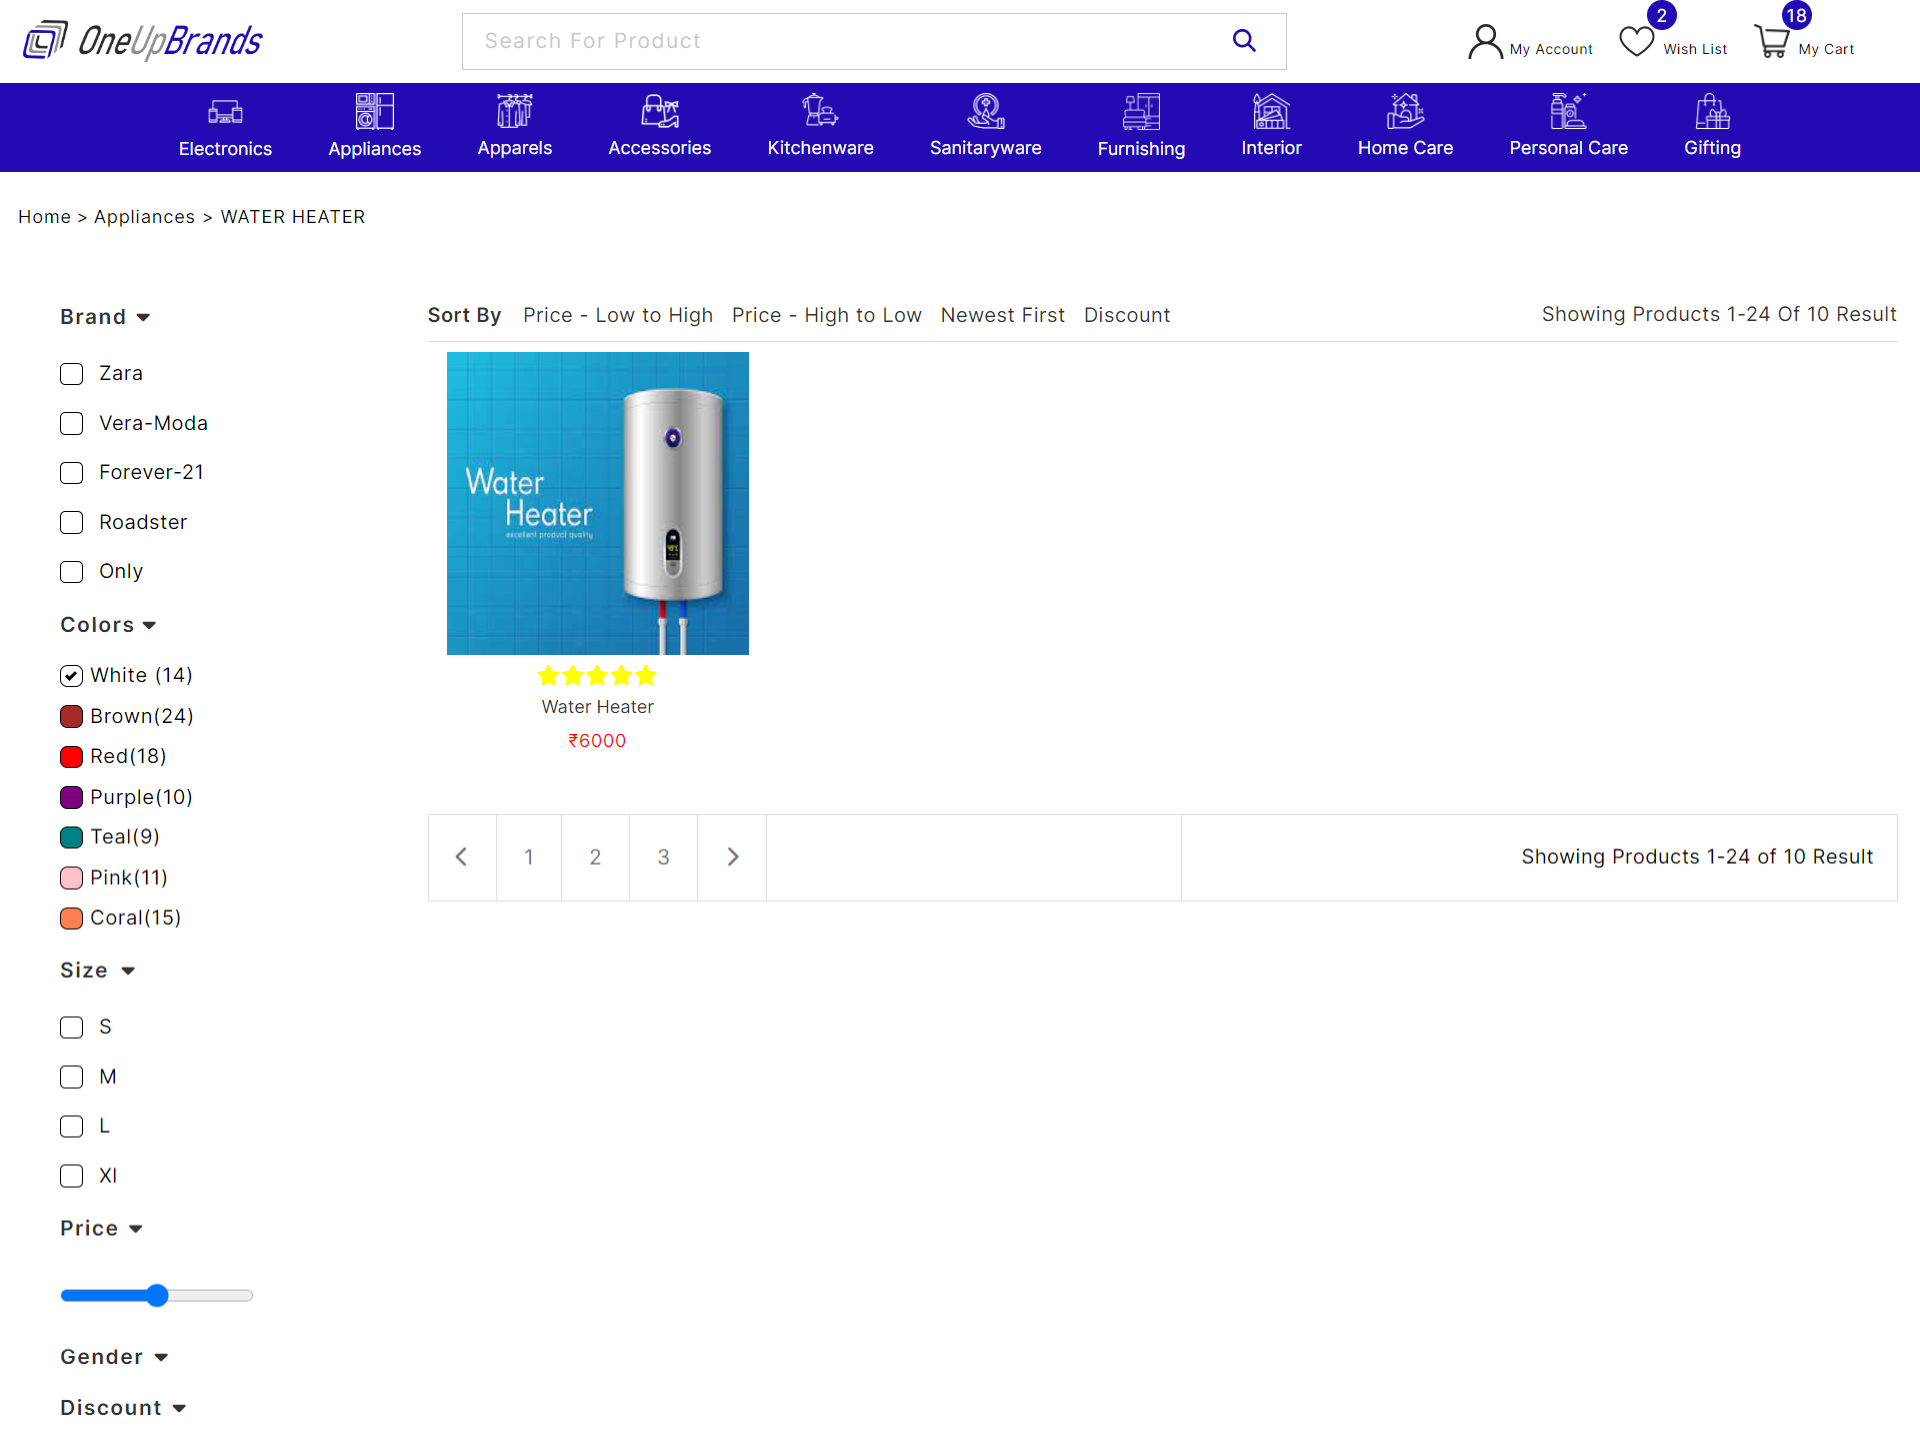 OneUpBrands
Search For Product
My Account
2
Wish List
18
My Cart
Electronics
Appliances
Apparels
Accessories
Kitchenware
Sanitaryware
Furnishing
Interior
Home Care
Personal Care
Gifting
Home > Appliances > WATER HEATER
Brand
Zara
Vera-Moda
Forever-21
Roadster
Only
Colors
White (14)
Brown(24)
Red(18)
Purple(10)
Teal(9)
Pink(11)
Coral(15)
Size
S
M
L
Xl
Price
Gender
Discount
Sort By Price - Low to High Price - High to Low Newest First Discount
Showing Products 1-24 Of 10 Result
Water
Heater
excellent product quality
Water Heater
₹6000
1 2 3
Showing Products 1-24 of 10 Result